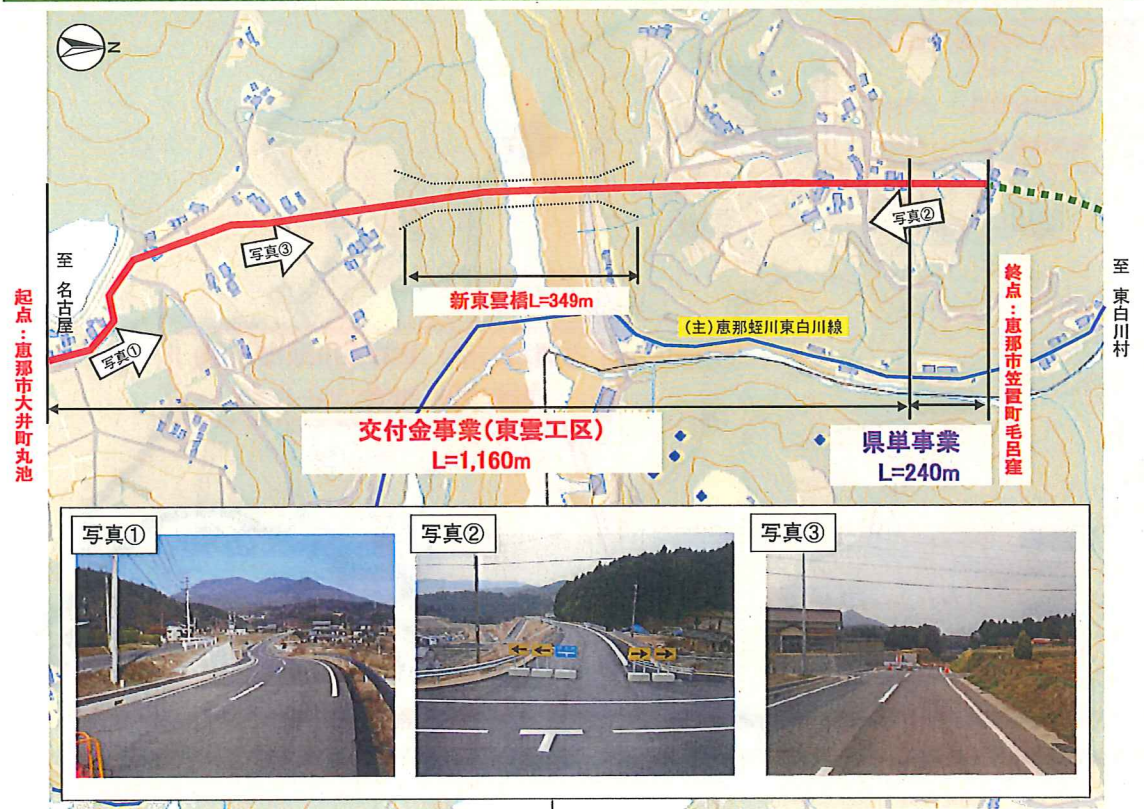 N
写真③
写真②
写真①
至 名古屋
起点：恵那市大井町丸池
新東雲橋L=349m
(主)恵那蛭川東白川線
至 東白川村
終点：恵那市笠置町毛呂窪
交付金事業(東雲工区)
L=1,160m
県単事業
L=240m
写真①
写真②
写真③